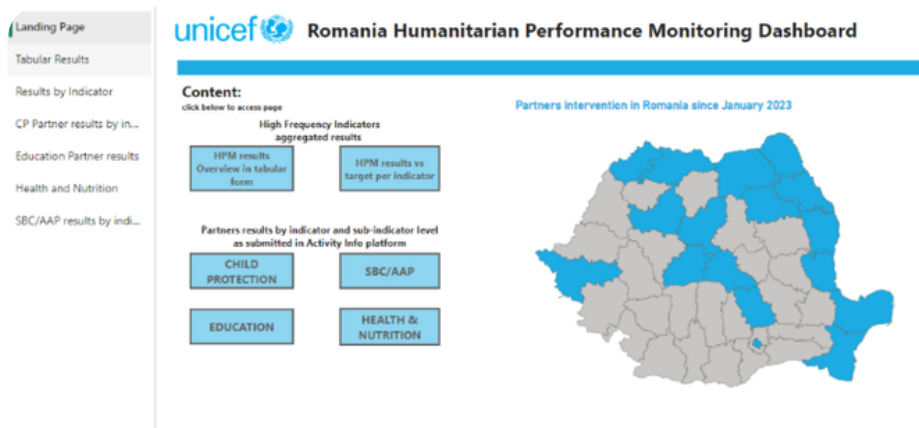 Landing Page
Tabular Results
Results by Indicator
CP Partner results by in...
Education Partner results
Health and Nutrition
SBC/AAP results by indi...
unicef Romania Humanitarian Performance Monitoring Dashboard
Content:
click below to access page
High Frequency Indicators
aggregated results
HPM results
Overview in tabular
form
HPM results vs
target per indicator
Partners results by indicator and sub-indicator level
as submitted in Activity Info platform
CHILD
PROTECTION
SBC/AAP
EDUCATION
HEALTH &
NUTRITION
Partners intervention in Romania since January 2023